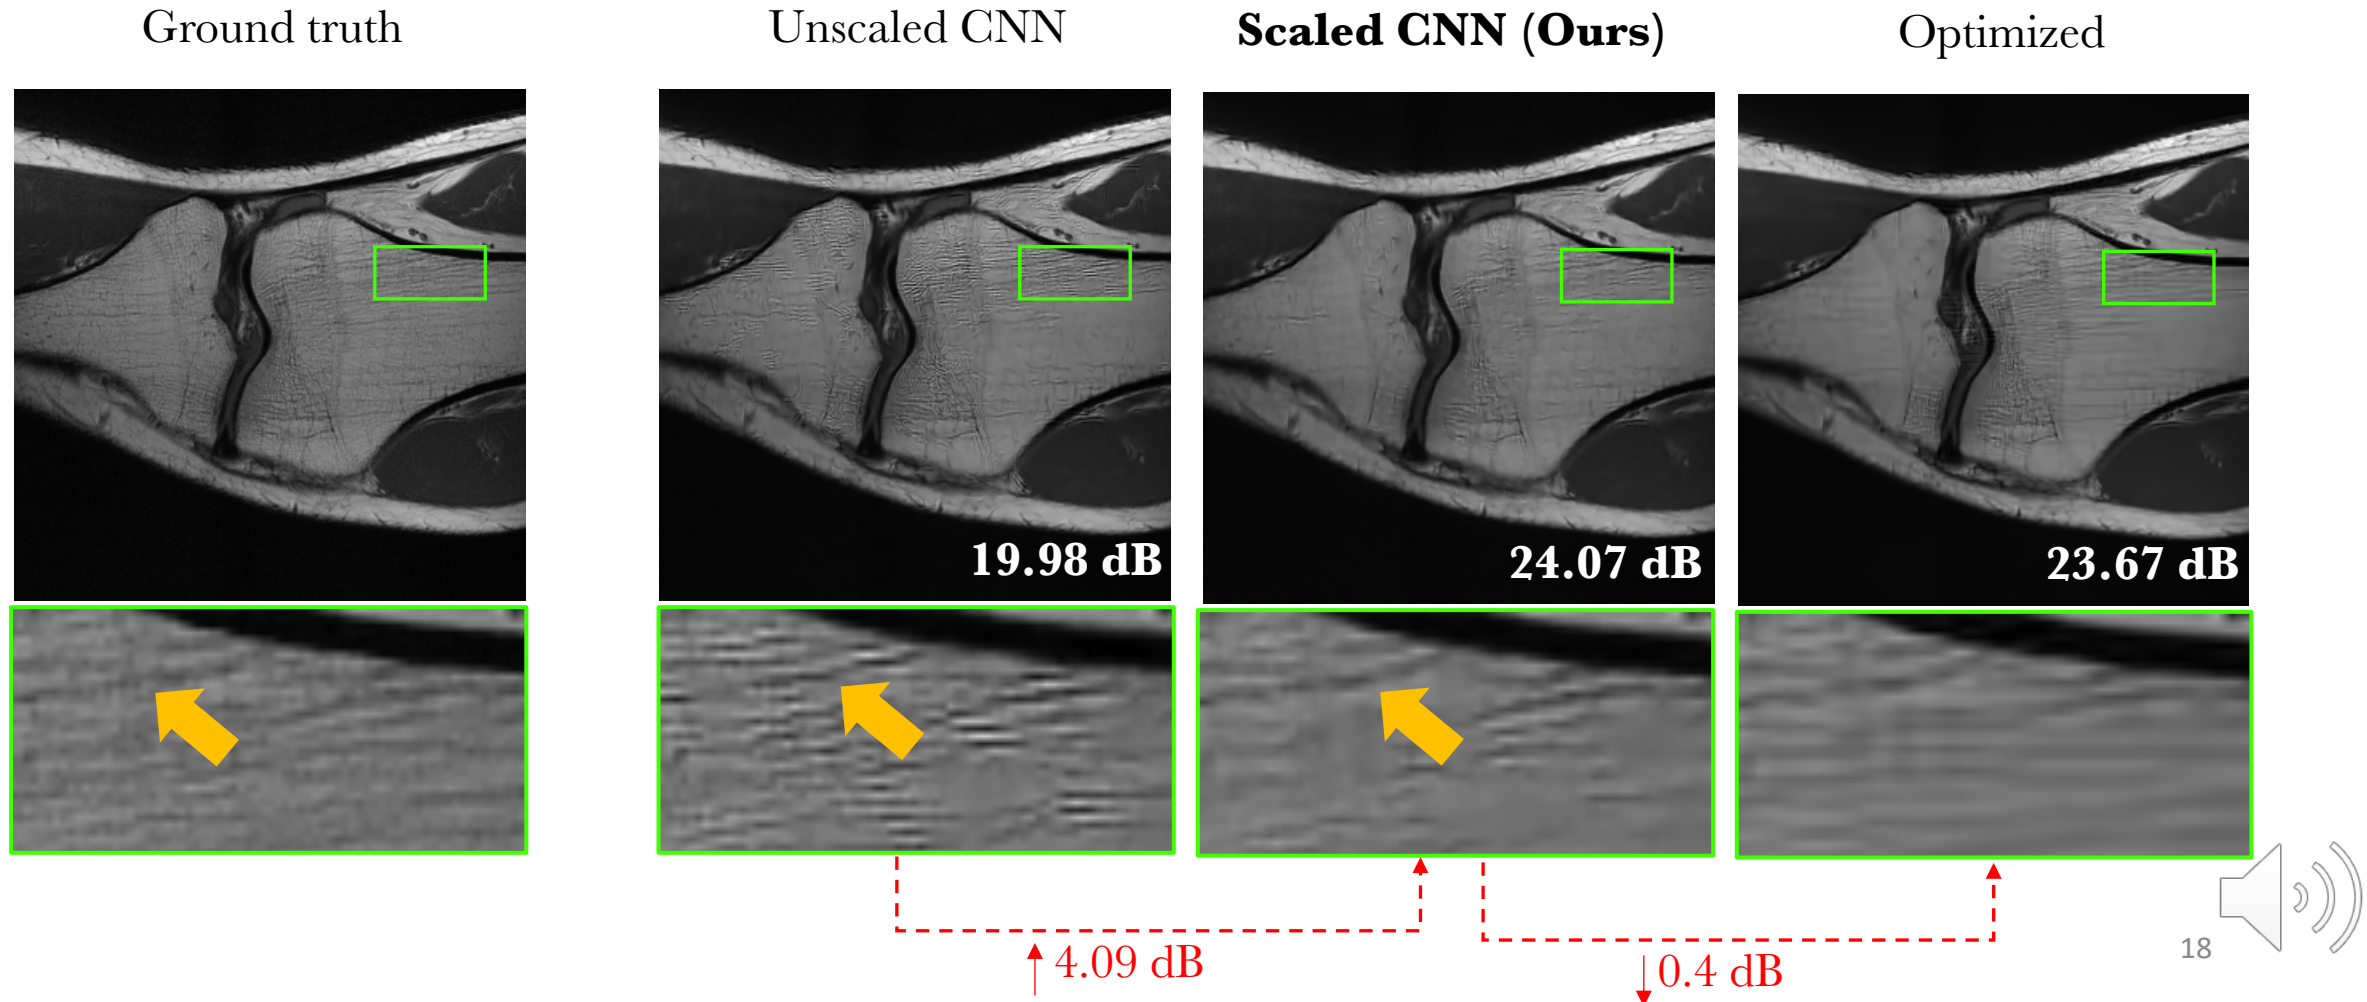 Ground truth
Unscaled CNN
Scaled CNN (Ours)
Optimized
19.98 dB
24.07 dB
23.67 dB
4.09 dB
0.4 dB
18